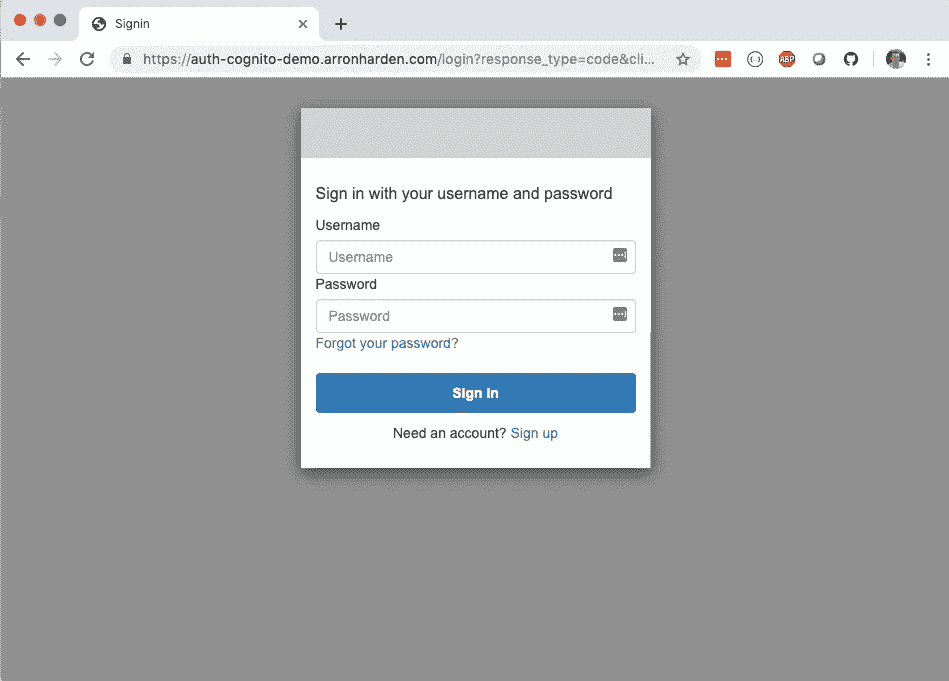 Signin
https://auth-cognito-demo.arronharden.com/login?response_type=code&cli...
ABP
Sign in with your username and password
Username
Username
Password
Password
Forgot your password?
Sign in
Need an account? Sign up